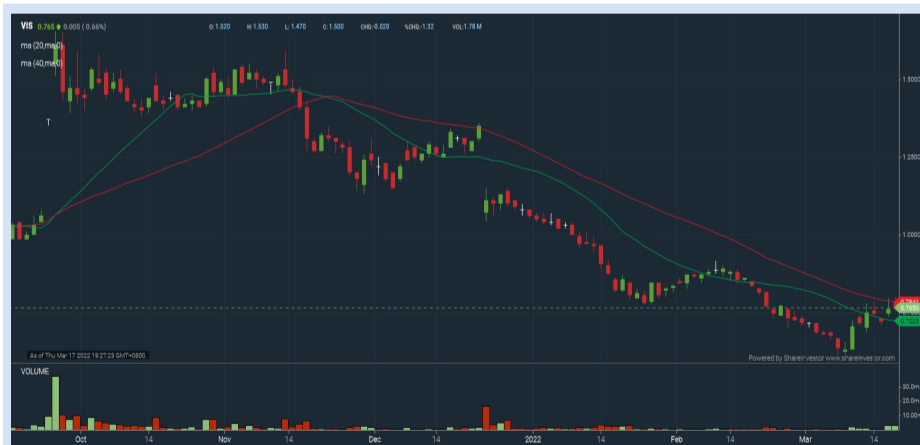 VIS 0.765 0.005 ( 0.66%) O: 1.520 H: 1.530 L: 1.470 C: 1.500 CHG:-0.020 %CHG:-1.32 VOL:1.78 M
ma (20,ma,0)
ma (40,ma,0)
1.5000
T
1.2500
1.0000
0.7650
As of Thu Mar 17 2022 19:27:23 GMT+0800.
Powered by ShareInvestor www.shareinvestor.com
VOLUME
30.0m
20.0m
10.00m
Oct 14 Nov 14 Dec 14 2022 14 Feb 14 Mar 14